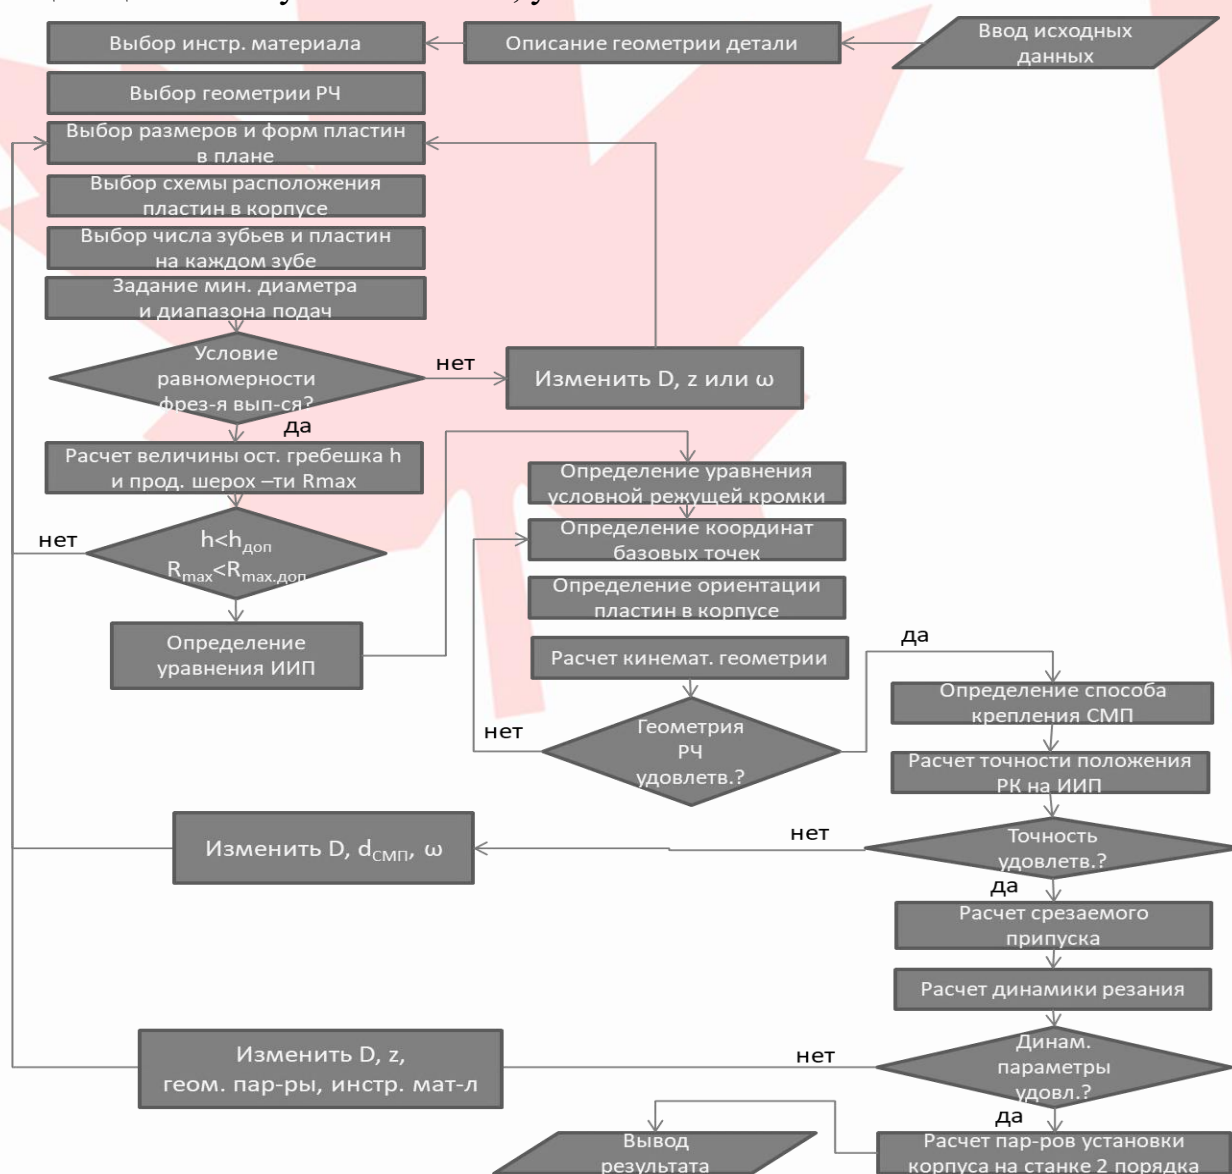 Ввод исходных
данных
Описание геометрии детали
Выбор инстр. материала
Выбор геометрии РЧ
Выбор размеров и форм пластин
в плане
Выбор схемы расположения
пластин в корпусе
Выбор числа зубьев и пластин
на каждом зубе
Задание мин. диаметра
и диапазона подач
Условие
равномерности
фрез-я вып-ся?
нет
Изменить D, z или ω
да
Расчет величины ост. гребешка h
и прод. шерох –ти Rmax
нет
h<hдоп
Rmax<Rmax.доп
Определение
уравнения ИИП
Определение уравнения
условной режущей кромки
Определение координат
базовых точек
Определение ориентации
пластин в корпусе
Расчет кинемат. геометрии
Геометрия
РЧ
удовлетв.?
нет
да
Определение способа
крепления СМП
Расчет точности положения
РК на ИИП
Точность
удовлетв.?
нет
Изменить D, dСМП, ω
да
Расчет срезаемого
припуска
Расчет динамики резания
Динам.
параметры
удовл.?
нет
Изменить D, z,
геом. пар-ры, инстр. мат-л
да
Расчет пар-ров установки
корпуса на станке 2 порядка
Вывод
результата